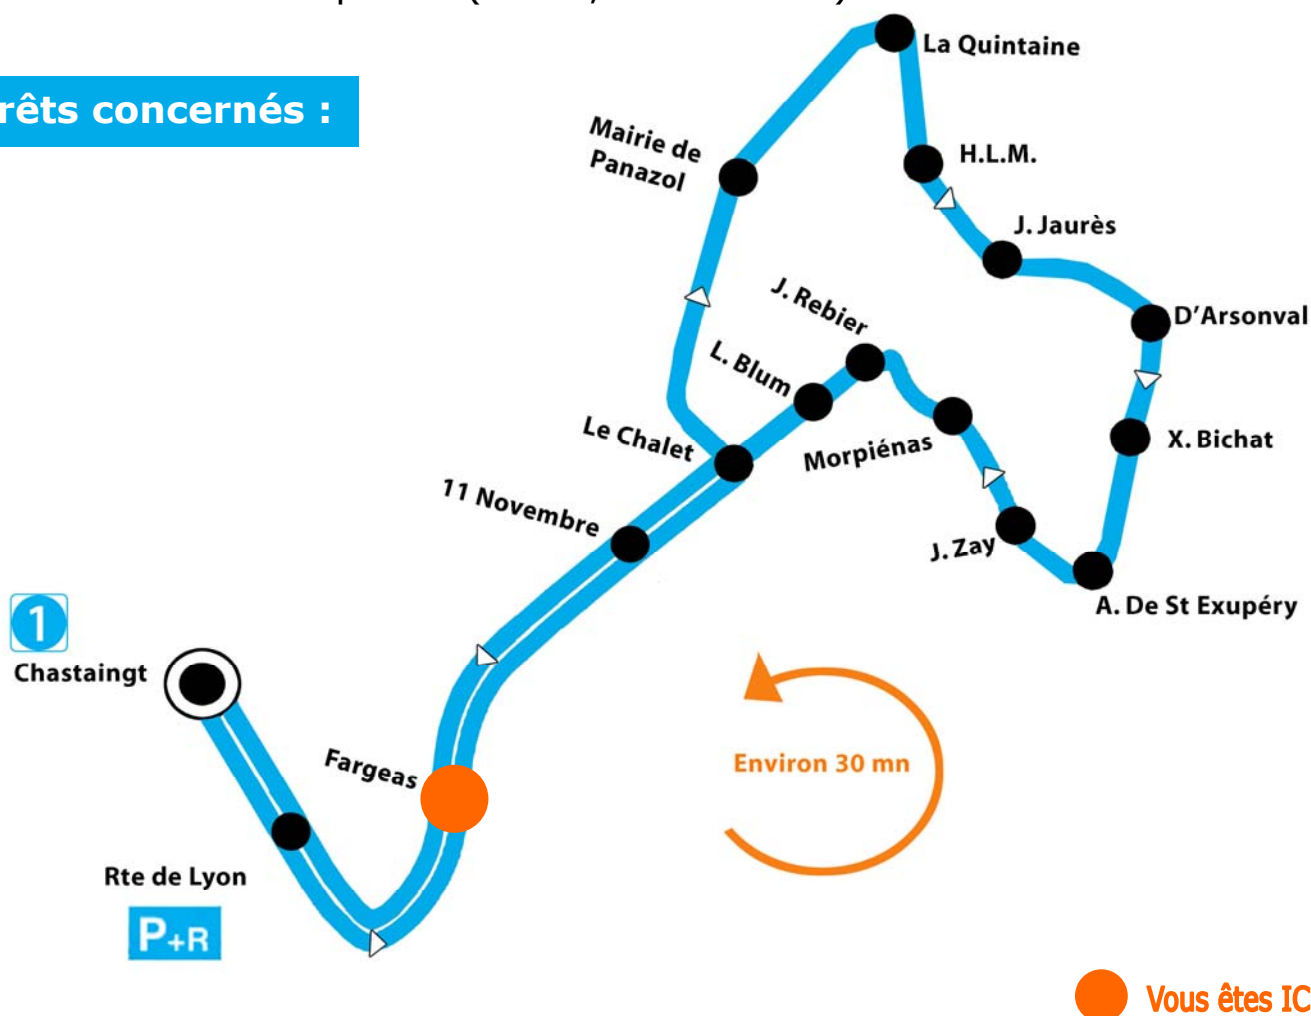 rêts concernés :
La Quintaine
Mairie de
Panazol
H.L.M.
J. Jaurès
J. Rebier
D'Arsonval
L. Blum
Le Chalet
Morpiénas
X. Bichat
11 Novembre
J. Zay
A. De St Exupéry
1
Chastaingt
Fargeas
Environ 30 mn
Rte de Lyon
P+R
Vous êtes IC